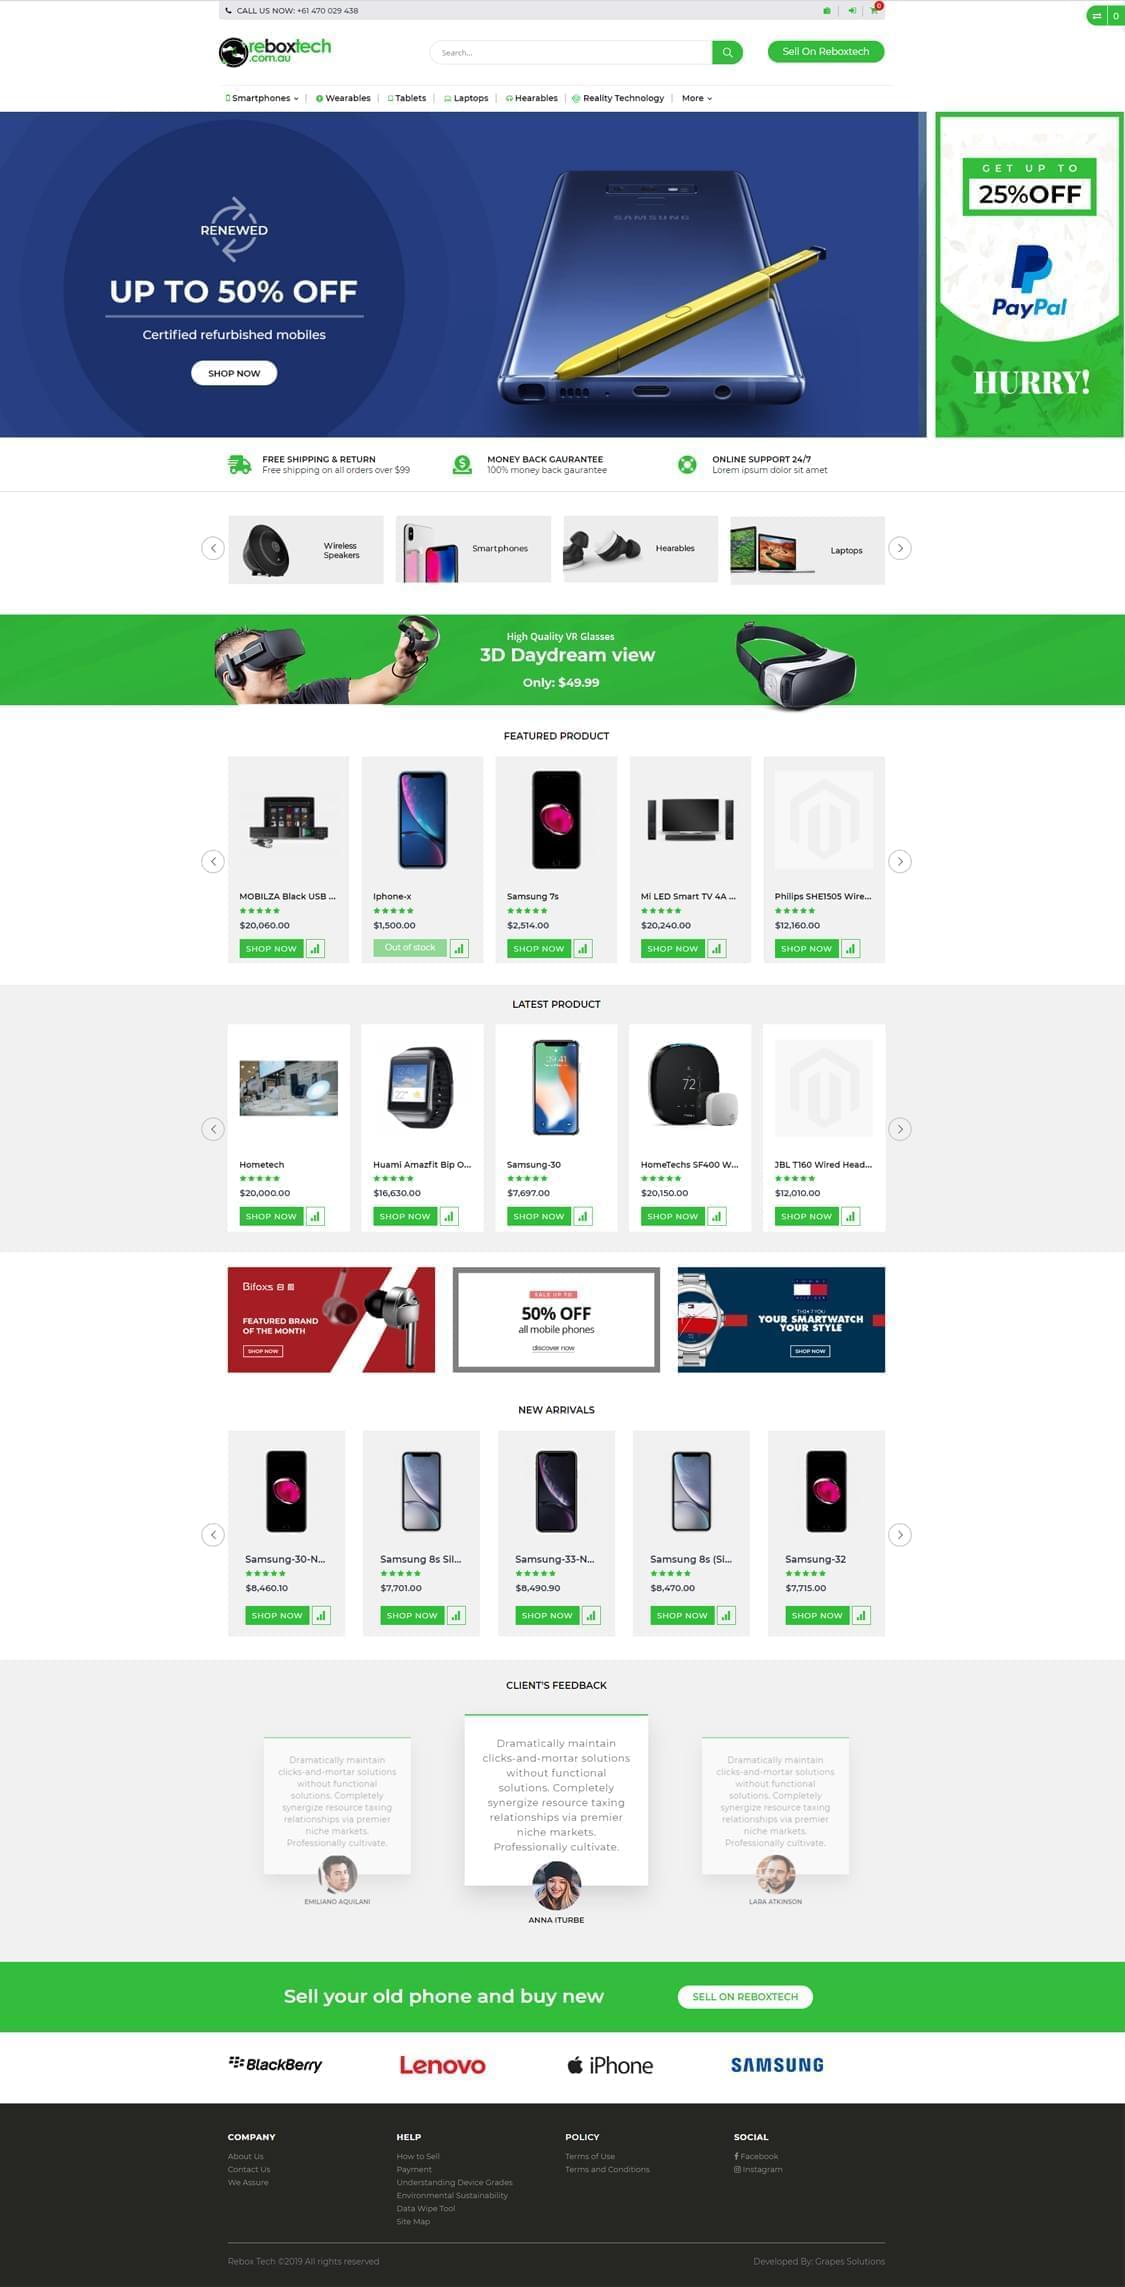 CALL US NOW: +61 470 029 438
0
0
reboxtech
.com.au
Search...
Sell On Reboxtech
Smartphones
Wearables
Tablets
Laptops
Hearables
Reality Technology
More
RENEWED
UP TO 50% OFF
Certified refurbished mobiles
SHOP NOW
SAMSUNG
GET UP TO
25%OFF
PayPal
HURRY!
FREE SHIPPING & RETURN
Free shipping on all orders over $99
MONEY BACK GAURANTEE
100% money back gaurantee
ONLINE SUPPORT 24/7
Lorem ipsum dolor sit amet
Wireless
Speakers
Smartphones
Hearables
Laptops
High Quality VR Glasses
3D Daydream view
Only: $49.99
FEATURED PRODUCT
MOBILZA Black USB ...
$20,060.00
SHOP NOW
Iphone-x
$1,500.00
Out of stock
Samsung 7s
$2,514.00
SHOP NOW
Mi LED Smart TV 4A ...
$20,240.00
SHOP NOW
Philips SHE1505 Wire...
$12,160.00
SHOP NOW
LATEST PRODUCT
Hometech
$20,000.00
SHOP NOW
Huami Amazfit Bip O...
$16,630.00
SHOP NOW
Samsung-30
$7,697.00
SHOP NOW
72
HomeTechs SF400 W...
$20,150.00
SHOP NOW
JBL T160 Wired Head...
$12,010.00
SHOP NOW
Bifoxs
FEATURED BRAND
OF THE MONTH
SHOP NOW
SALE UP TO
50% OFF
all mobile phones
discover now
YOUR SMARTWATCH
YOUR STYLE
SHOP NOW
NEW ARRIVALS
Samsung-30-N...
$8,460.10
SHOP NOW
Samsung 8s Sil...
$7,701.00
SHOP NOW
Samsung-33-N...
$8,490.90
SHOP NOW
Samsung 8s (Si...
$8,470.00
SHOP NOW
Samsung-32
$7,715.00
SHOP NOW
CLIENT'S FEEDBACK
Dramatically maintain
clicks-and-mortar solutions
without functional
solutions. Completely
synergize resource taxing
relationships via premier
niche markets.
Professionally cultivate.
EMILIANO AQUILANI
Dramatically maintain
clicks-and-mortar solutions
without functional
solutions. Completely
synergize resource taxing
relationships via premier
niche markets.
Professionally cultivate.
ANNA ITURBE
Dramatically maintain
clicks-and-mortar solutions
without functional
solutions. Completely
synergize resource taxing
relationships via premier
niche markets.
Professionally cultivate.
LARA ATKINSON
Sell your old phone and buy new
SELL ON REBOXTECH
BlackBerry
Lenovo
iPhone
SAMSUNG
COMPANY
About Us
Contact Us
We Assure
HELP
How to Sell
Payment
Understanding Device Grades
Environmental Sustainability
Data Wipe Tool
Site Map
POLICY
Terms of Use
Terms and Conditions
SOCIAL
Facebook
Instagram
Rebox Tech ©2019 All rights reserved
Developed By: Grapes Solutions